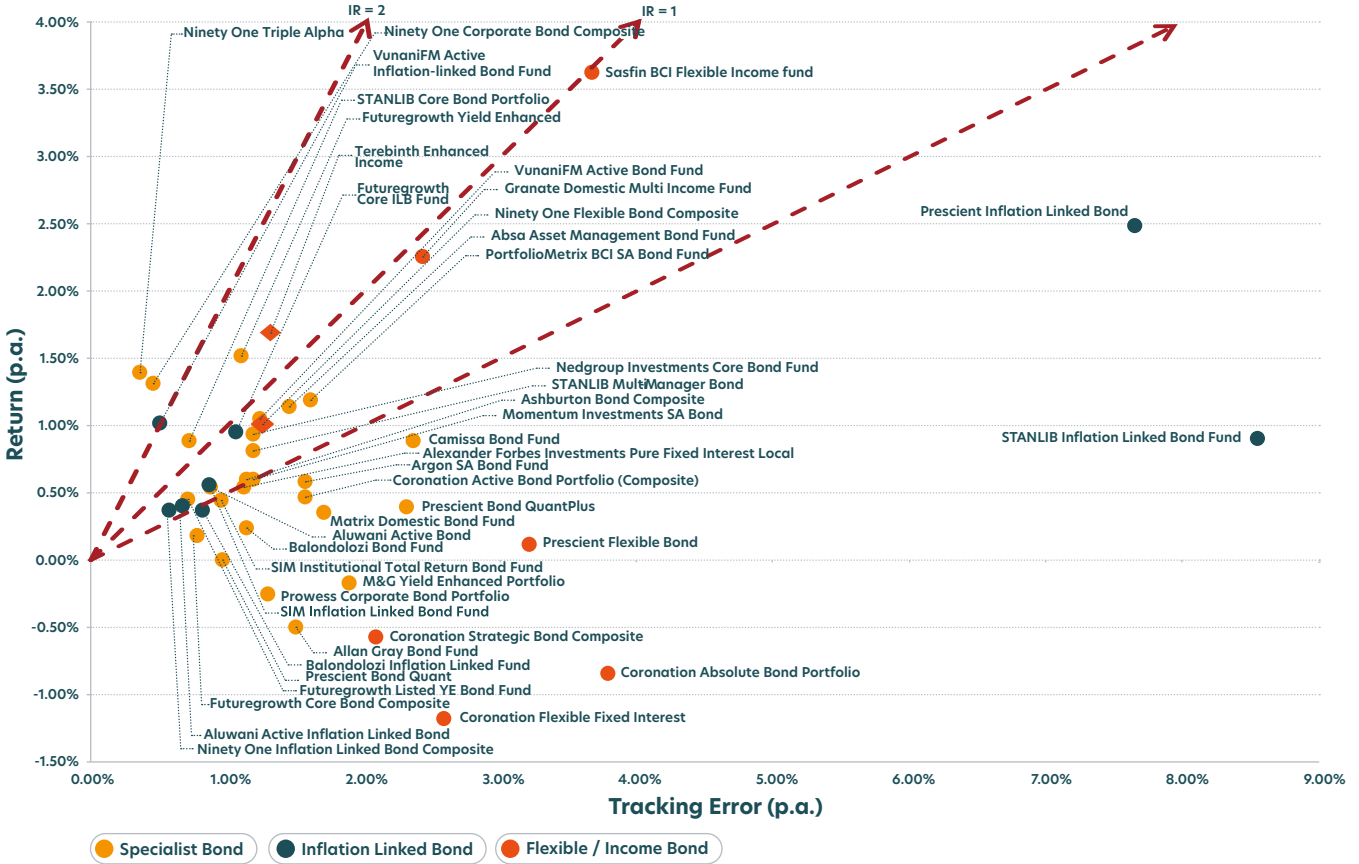 IR = 2
IR = 1
4.00%
3.50%
3.00%
2.50%
2.00%
1.50%
1.00%
0.50%
0.00%
-0.50%
-1.00%
-1.50%
Return (p.a.)
Ninety One Triple Alpha
Ninety One Corporate Bond Composite
VunaniFM Active
Inflation-linked Bond Fund
Sasfin BCI Flexible Income fund
STANLIB Core Bond Portfolio
Futuregrowth Yield Enhanced
Terebinth Enhanced
Income
VunaniFM Active Bond Fund
Futuregrowth
Core ILB Fund
Granate Domestic Multi Income Fund
Ninety One Flexible Bond Composite
Prescient Inflation Linked Bond
Absa Asset Management Bond Fund
PortfolioMetrix BCI SA Bond Fund
Nedgroup Investments Core Bond Fund
STANLIB Multi-Manager Bond
Ashburton Bond Composite
Momentum Investments SA Bond
Camissa Bond Fund
STANLIB Inflation Linked Bond Fund
Alexander Forbes Investments Pure Fixed Interest Local
Argon SA Bond Fund
Coronation Active Bond Portfolio (Composite)
Prescient Bond QuantPlus
Matrix Domestic Bond Fund
Aluwani Active Bond
Prescient Flexible Bond
Balondolozi Bond Fund
SIM Institutional Total Return Bond Fund
M&G Yield Enhanced Portfolio
Prowess Corporate Bond Portfolio
SIM Inflation Linked Bond Fund
Coronation Strategic Bond Composite
Allan Gray Bond Fund
Balondolozi Inflation Linked Fund
Coronation Absolute Bond Portfolio
Prescient Bond Quant
Futuregrowth Listed YE Bond Fund
Futuregrowth Core Bond Composite
Coronation Flexible Fixed Interest
Aluwani Active Inflation Linked Bond
Ninety One Inflation Linked Bond Composite
0.00%
1.00%
2.00%
3.00%
4.00%
5.00%
6.00%
7.00%
8.00%
9.00%
Tracking Error (p.a.)
Specialist Bond
Inflation Linked Bond
Flexible / Income Bond